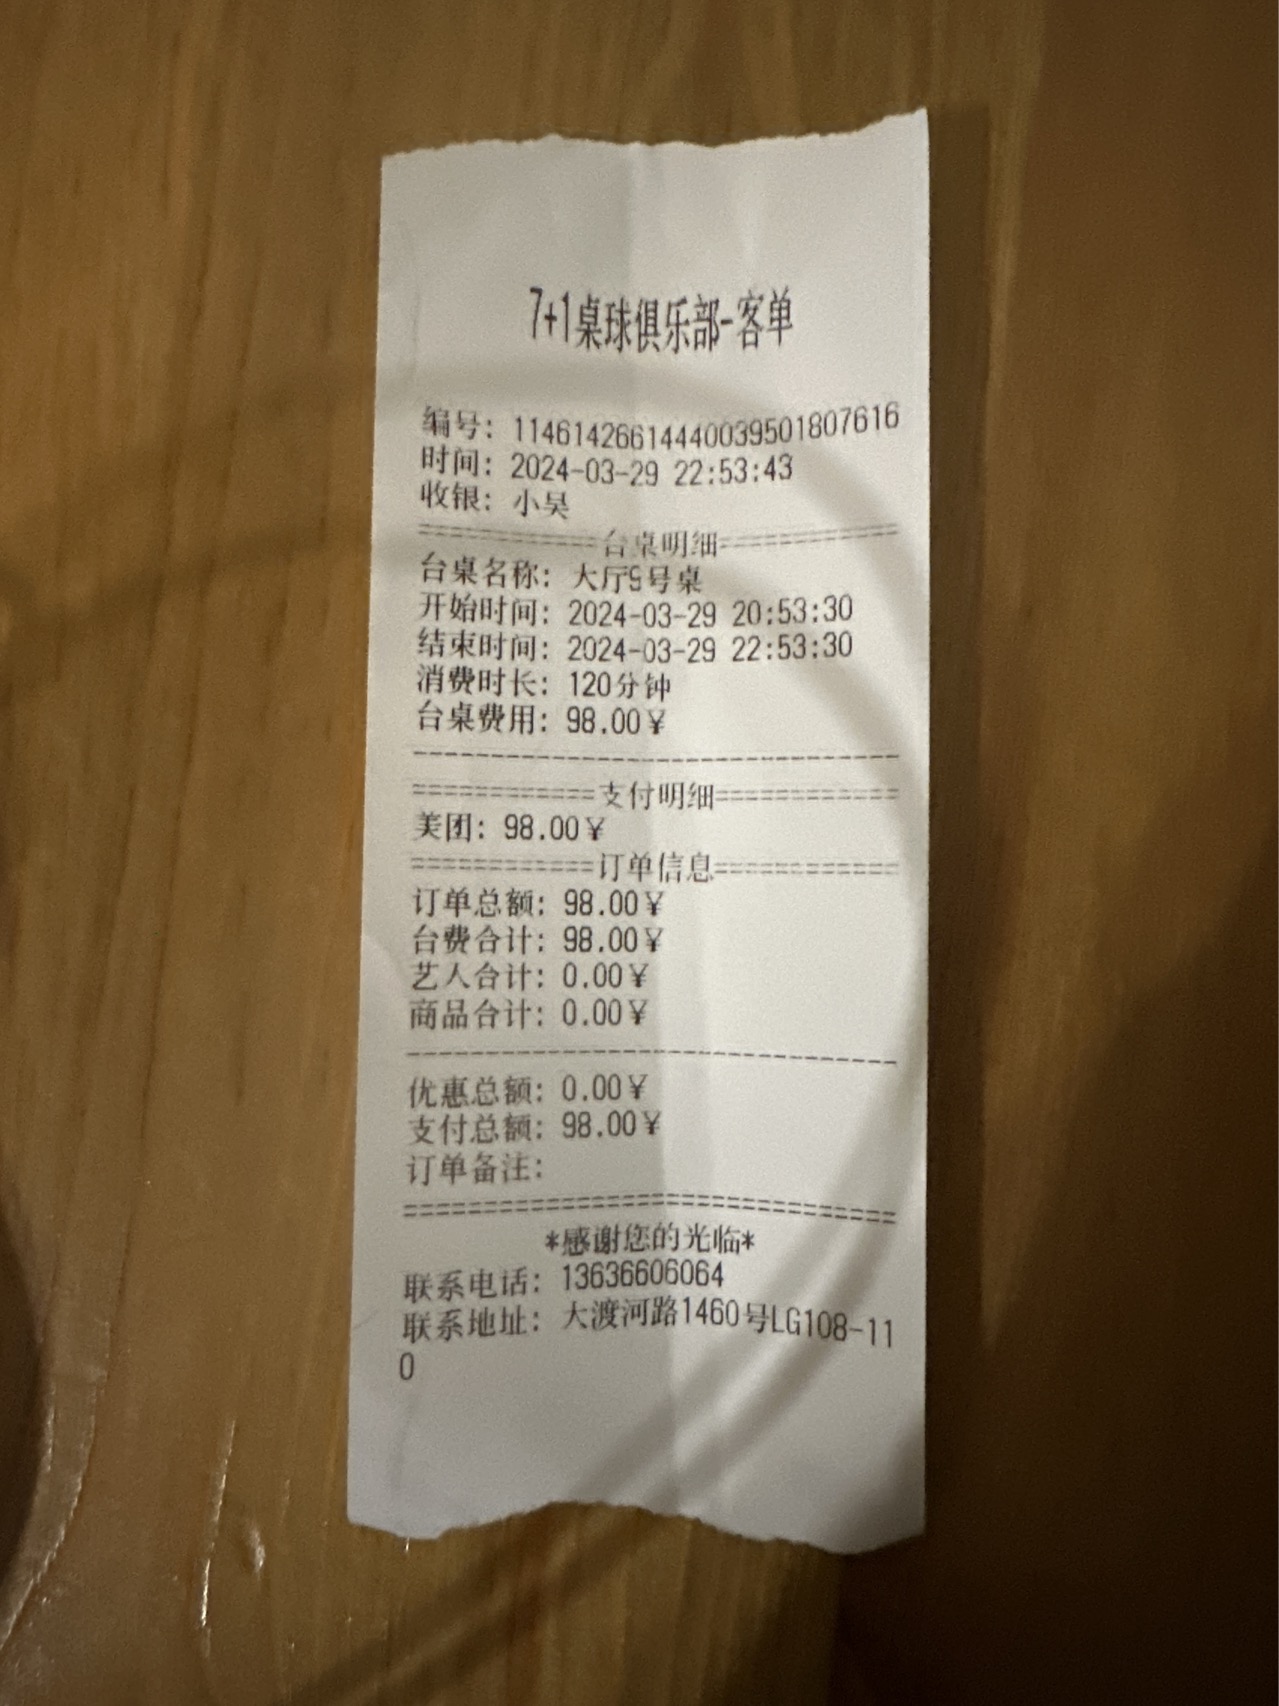 7+1桌球俱乐部-客单
编号: 1146142661444003950180​7616
时间: 2024-03-29 22:53:43
收银: 小吴
============台桌明细============
台桌名称: 大厅9号桌
开始时间: 2024-03-29 20:53:30
结束时间: 2024-03-29 22:53:30
消费时长: 120分钟
台桌费用: 98.00¥
--------------------------------
============支付明细============
美团: 98.00¥
============订单信息============
订单总额: 98.00¥
台费合计: 98.00¥
艺人合计: 0.00¥
商品合计: 0.00¥
--------------------------------
优惠总额: 0.00¥
支付总额: 98.00¥
订单备注:
================================
*感谢您的光临*
联系电话: 13636606064
联系地址: 大渡河路1460号LG108-11
0